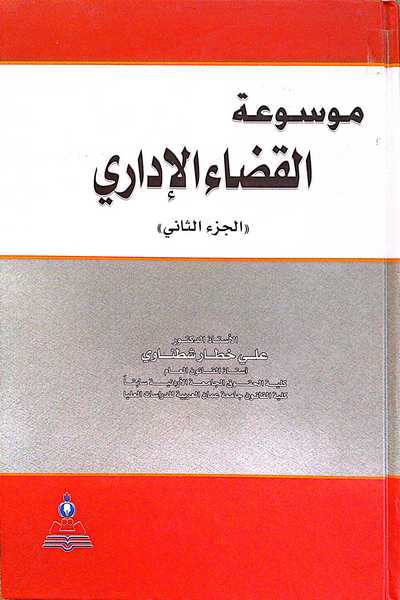 موسوعة
القضاء الإداري
«الجزء الثاني»
الأستاذ الدكتور
علي خطار شطناوي
أستاذ القانون العام
كلية الحقوق الجامعة الأردنية سابقاً
كلية القانون جامعة عمان العربية للدراسات العليا